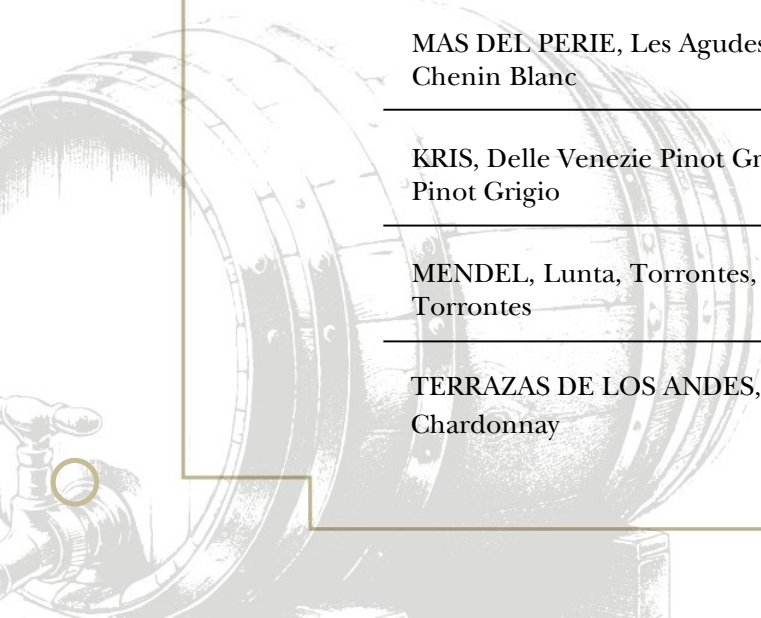 MAS DEL PERIE, Les Agudes
Chenin Blanc
KRIS, Delle Venezie Pinot
Pinot Grigio
MENDEL, Lunta, Torrontes,
Torrontes
TERRAZAS DE LOS ANDES,
Chardonnay